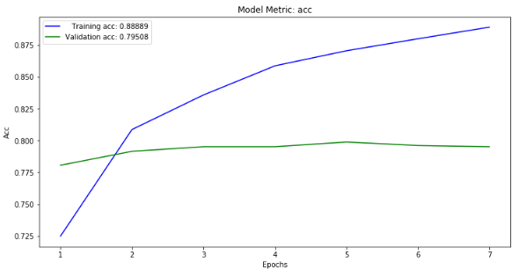 Model Metric: acc
Training acc: 0.88889
Validation acc: 0.79508
Acc
0.875
0.850
0.825
0.800
0.775
0.750
0.725
1 2 3 4 5 6 7
Epochs